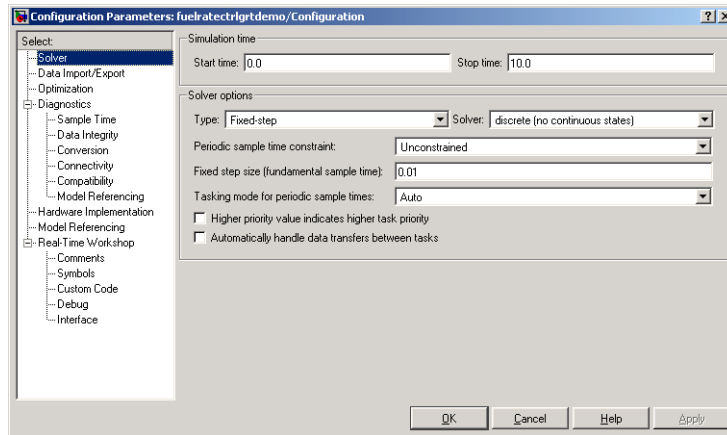 Configuration Parameters: fuelratectrlgrtdemo/Configuration
Select:
Solver
Data Import/Export
Optimization
Diagnostics
Sample Time
Data Integrity
Conversion
Connectivity
Compatibility
Model Referencing
Hardware Implementation
Model Referencing
Real-Time Workshop
Comments
Symbols
Custom Code
Debug
Interface
Simulation time
Start time: 0.0 Stop time: 10.0
Solver options
Type: Fixed-step Solver: discrete (no continuous states)
Periodic sample time constraint: Unconstrained
Fixed step size (fundamental sample time): 0.01
Tasking mode for periodic sample times: Auto
Higher priority value indicates higher task priority
Automatically handle data transfers between tasks
OK Cancel Help Apply